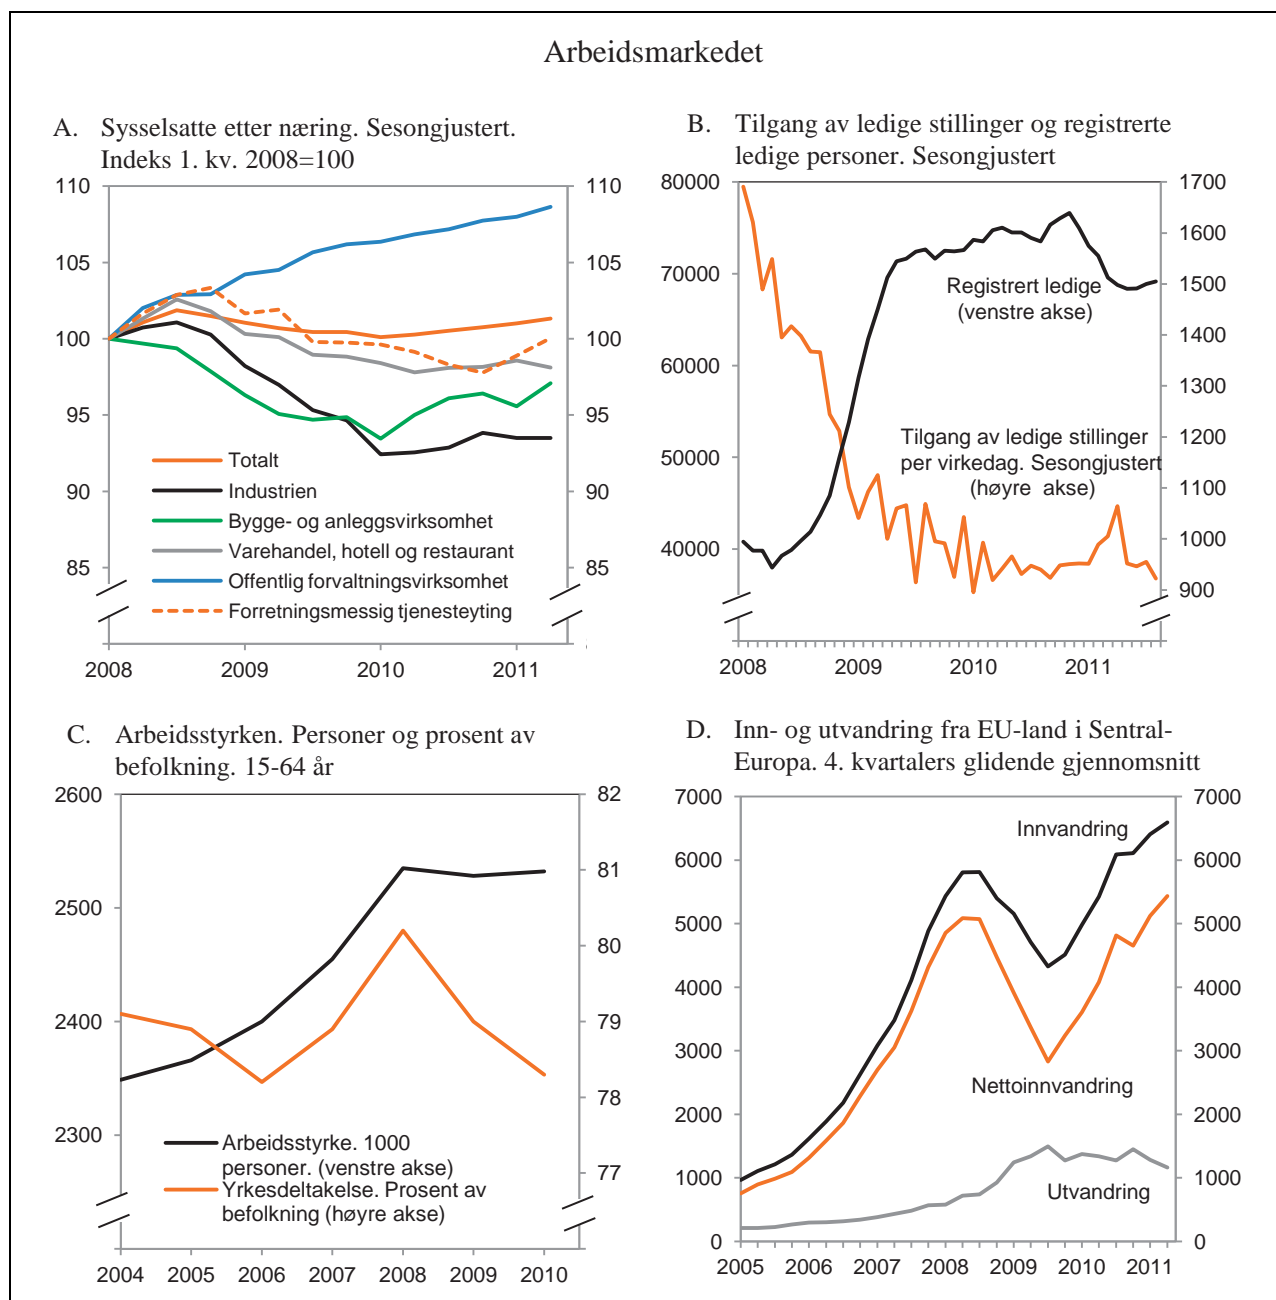 Arbeidsmarkedet
A. Sysselsatte etter næring. Sesongjustert.
Indeks 1. kv. 2008=100
110 110
105 105
100 100
95 95
90 90
85 85
Totalt
Industrien
Bygge- og anleggsvirksomhet
Varehandel, hotell og restaurant
Offentlig forvaltningsvirksomhet
Forretningsmessig tjenesteyting
2008 2009 2010 2011
B. Tilgang av ledige stillinger og registrerte
ledige personer. Sesongjustert
80000 1700
1600
70000
1500
Registrert ledige
(venstre akse)
1400
60000
1300
Tilgang av ledige stillinger
per virkedag. Sesongjustert
(høyre akse)
1200
50000
1100
1000
40000
900
2008 2009 2010 2011
C. Arbeidsstyrken. Personer og prosent av
befolkning. 15-64 år
2600 82
81
2500
80
2400 79
78
2300
77
Arbeidsstyrke. 1000
personer. (venstre akse)
Yrkesdeltakelse. Prosent av
befolkning (høyre akse)
2004 2005 2006 2007 2008 2009 2010
D. Inn- og utvandring fra EU-land i Sentral-
Europa. 4. kvartalers glidende gjennomsnitt
7000 7000
Innvandring
6000 6000
5000 5000
4000 4000
3000 3000
Nettoinnvandring
2000 2000
1000 1000
Utvandring
0 0
2005 2006 2007 2008 2009 2010 2011